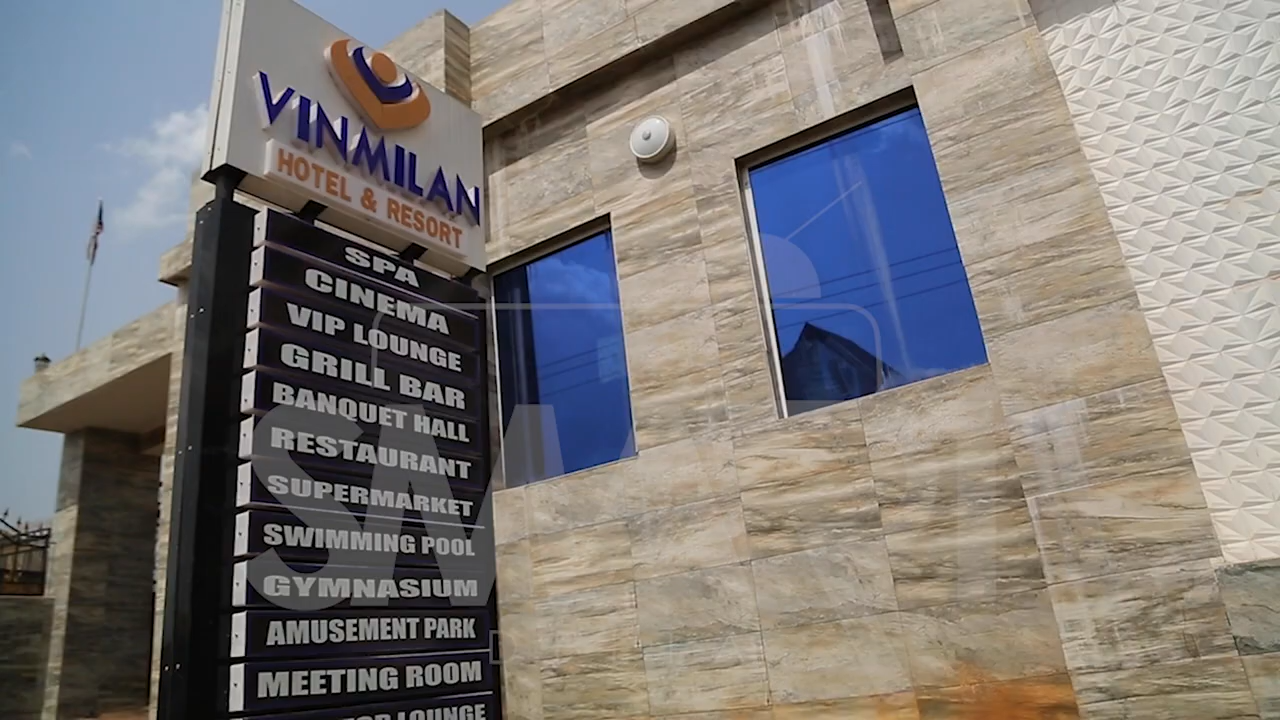 VINMILAN
HOTEL & RESORT
SPA
CINEMA
VIP LOUNGE
GRILL BAR
BANQUET HALL
RESTAURANT
SUPERMARKET
SWIMMING POOL
GYMNASIUM
AMUSEMENT PARK
MEETING ROOM
LOUNGE